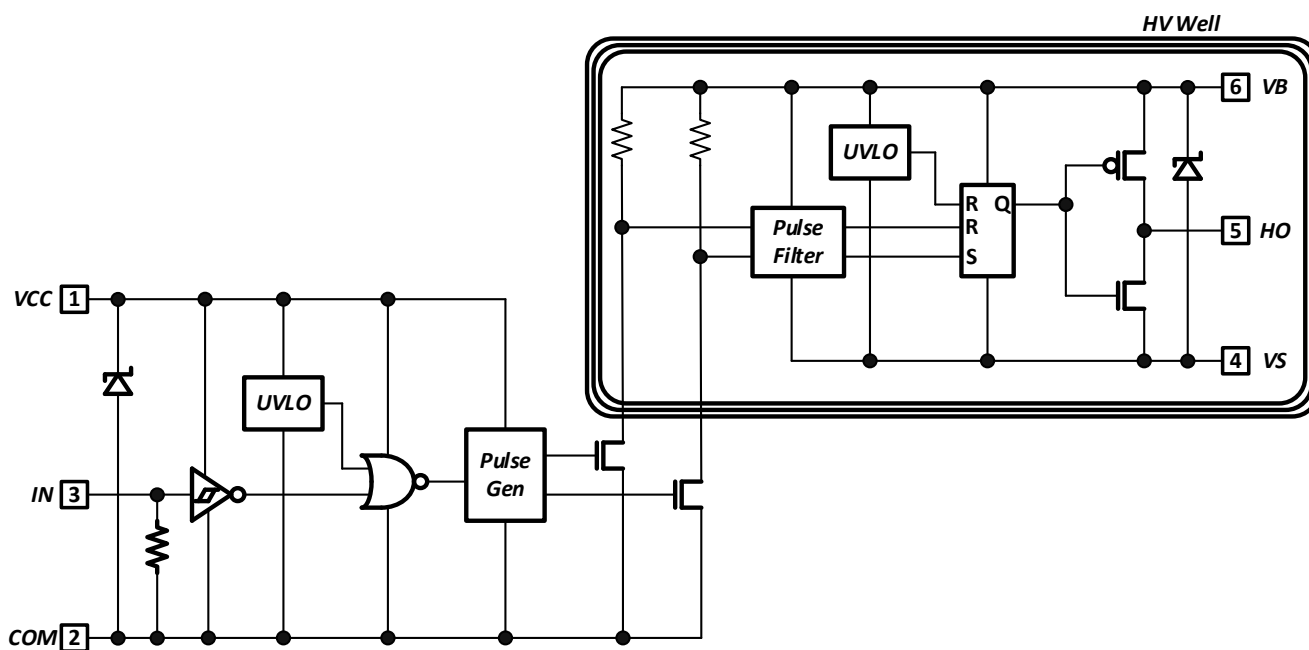 HV Well
6 VB
UVLO
R Q
R
S
Pulse
Filter
5 HO
4 VS
VCC 1
UVLO
Pulse
Gen
IN 3
COM 2